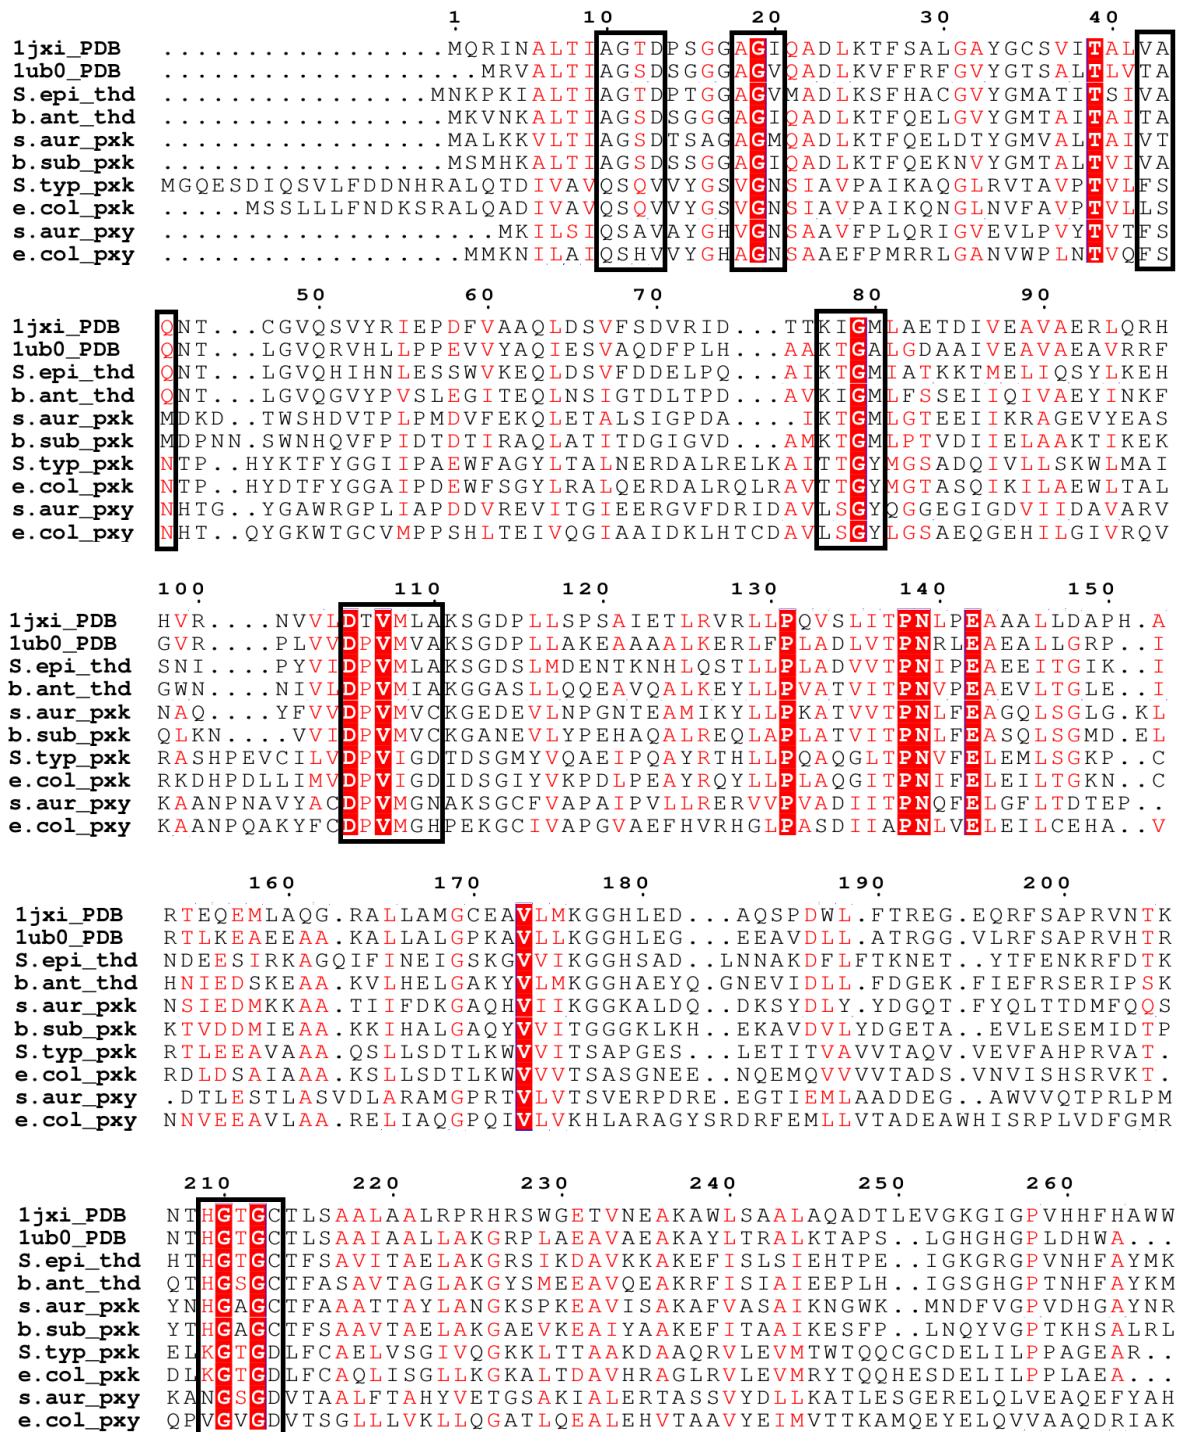 1 10 20 30 40
1jxi_PDB .................MQRINALTIAGTDPSGGAGIQADLKTFSALGAYGCSVITALVA
1ub0_PDB ...................MRVALTIAGSDSGGGAGVQADLKVFFRFGVYGTSALTLVTA
S.epi_thd ................MNKPKIALTIAGTDPTGGAGVMADLKSFHACGVYGMATITSIVA
b.ant_thd .................MKVNKALTIAGSDSGGGAGIQADLKTFQELGVYGMTAITAITA
s.aur_pxk .................MALKKVLTIAGSDTSAGAGMQADLKTFQELDTYGMVALTAIVT
b.sub_pxk .................MSMHKALTIAGSDSSGGAGIQADLKTFQEKNVYGMTALTVIVA
S.typ_pxk MGQESDIQSVLFDDNHRALQTDIVAVQSQVVYGSVGNSIAVPAIKAQGLRVTAVPTVLFS
e.col_pxk .....MSSLLLFNDKSRALQADIVAVQSQVVYGSVGNSIAVPAIKQNGLNVFAVPTVLLS
s.aur_pxy ....................MKILSIQSAVAYGHVGNSAAVFPLQRIGVEVLPVYTVTFS
e.col_pxy ..................MMKNILAIQSHVVYGHAGNSAAEFPMRRLGANVWPLNTVQFS
50 60 70 80 90
1jxi_PDB QNT...CGVQSVYRIEPDFVAAQLDSVFSDVRID...TTKIGMLAETDIVEAVAERLQRH
1ub0_PDB QNT...LGVQRVHLLPPEVVYAQIESVAQDFPLH...AAKTGALGDAAIVEAVAEAVRRF
S.epi_thd QNT...LGVQHIHNLESSWVKEQLDSVFDDELPQ...AIKTGMIATKKTMELIQSYLKEH
b.ant_thd QNT...LGVQGVYPVSLEGITEQLNSIGTDLTPD...AVKIGMLFSSEIIQIVAEYINKF
s.aur_pxk MDKD..TWSHDVTPLPMDVFEKQLETALSIGPDA....IKTGMLGTEEIIKRAGEVYEAS
b.sub_pxk MDPNN.SWNHQVFPIDTDTIRAQLATITDGIGVD...AMKTGMLPTVDIIELAAKTIKEK
S.typ_pxk NTP..HYKTFYGGIIPAEWFAGYLTALNERDALRELKAITTGYMGSADQIVLLSKWLMAI
e.col_pxk NTP..HYDTFYGGAIPDEWFSGYLRALQERDALRQLRAVTTGYMGTASQIKILAEWLTAL
s.aur_pxy NHTG..YGAWRGPLIAPDDVREVITGIEERGVFDRIDAVLSGYQGGEGIGDVIIDAVARV
e.col_pxy NHT..QYGKWTGCVMPPSHLTEIVQGIAAIDKLHTCDAVLSGYLGSAEQGEHILGIVRQV
100 110 120 130 140 150
1jxi_PDB HVR....NVVLDTVMLAKSGDPLLSPSAIETLRVRLLPQVSLITPNLPEAAALLDAPH.A
1ub0_PDB GVR....PLVVDPVMVAKSGDPLLAKEAAAALKERLFPLADLVTPNRLEAEALLGRP..I
S.epi_thd SNI....PYVIDPVMLAKSGDSLMDENTKNHLQSTLLPLADVVTPNIPEAEEITGIK..I
b.ant_thd GWN....NIVLDPVMIAKGGASLLQQEAVQALKEYLLPVATVITPNVPEAEVLTGLE..I
s.aur_pxk NAQ....YFVVDPVMVCKGEDEVLNPGNTEAMIKYLLPKATVVTPNLFEAGQLSGLG.KL
b.sub_pxk QLKN....VVIDPVMVCKGANEVLYPEHAQALREQLAPLATVITPNLFEASQLSGMD.EL
S.typ_pxk RASHPEVCILVDPVIGDTDSGMYVQAEIPQAYRTHLLPQAQGLTPNVFELEMLSGKP..C
e.col_pxk RKDHPDLLIMVDPVIGDIDSGIYVKPDLPEAYRQYLLPLAQGITPNIFELEILTGKN..C
s.aur_pxy KAANPNAVYACDPVMGNAKSGCFVAPAIPVLLRERVVPVADIITPNQFELGFLTDTEP..
e.col_pxy KAANPQAKYFCDPVMGHPEKGCIVAPGVAEFHVRHGLPASDIIAPNLVELEILCEHA..V
160 170 180 190 200
1jxi_PDB RTEQEMLAQG.RALLAMGCEAVLMKGGHLED...AQSPDWL.FTREG.EQRFSAPRVNTK
1ub0_PDB RTLKEAEEAA.KALLALGPKAVLLKGGHLEG...EEAVDLL.ATRGG.VLRFSAPRVHTR
S.epi_thd NDEESIRKAGQIFINEIGSKGVVIKGGHSAD..LNNAKDFLFTKNET..YTFENKRFDTK
b.ant_thd HNIEDSKEAA.KVLHELGAKYVLMKGGHAEYQ.GNEVIDLL.FDGEK.FIEFRSERIPSK
s.aur_pxk NSIEDMKKAA.TIIFDKGAQHVIIKGGKALDQ..DKSYDLY.YDGQT.FYQLTTDMFQQS
b.sub_pxk KTVDDMIEAA.KKIHALGAQYVVITGGGKLKH..EKAVDVLYDGETA..EVLESEMIDTP
S.typ_pxk RTLEEAVAAA.QSLLSDTLKWVVITSAPGES...LETITVAVVTAQV.VEVFAHPRVAT.
e.col_pxk RDLDSAIAAA.KSLLSDTLKWVVVTSASGNEE..NQEMQVVVVTADS.VNVISHSRVKT.
s.aur_pxy .DTLESTLASVDLARAMGPRTVLVTSVERPDRE.EGTIEMLAADDEG..AWVVQTPRLPM
e.col_pxy NNVEEAVLAA.RELIAQGPQIVLVKHLARAGYSRDRFEMLLVTADEAWHISRPLVDFGMR
210 220 230 240 250 260
1jxi_PDB NTHGTGCTLSAALAALRPRHRSWGETVNEAKAWLSAALAQADTLEVGKGIGPVHHFHAWW
1ub0_PDB NTHGTGCTLSAAIAALLAKGRPLAEAVAEAKAYLTRALKTAPS..LGHGHGPLDHWA...
S.epi_thd HTHGTGCTFSAVITAELAKGRSIKDAVKKAKEFISLSIEHTPE..IGKGRGPVNHFAYMK
b.ant_thd QTHGSGCTFASAVTAGLAKGYSMEEAVQEAKRFISIAIEEPLH..IGSGHGPTNHFAYKM
s.aur_pxk YNHGAGCTFAAATTAYLANGKSPKEAVISAKAFVASAIKNGWK..MNDFVGPVDHGAYNR
b.sub_pxk YTHGAGCTFSAAVTAELAKGAEVKEAIYAAKEFITAAIKESFP..LNQYVGPTKHSALRL
S.typ_pxk ELKGTGDLFCAELVSGIVQGKKLTTAAKDAAQRVLEVMTWTQQCGCDELILPPAGEAR..
e.col_pxk DLKGTGDLFCAQLISGLLKGKALTDAVHRAGLRVLEVMRYTQQHESDELILPPLAEA...
s.aur_pxy KANGSGDVTAALFTAHYVETGSAKIALERTASSVYDLLKATLESGERELQLVEAQEFYAH
e.col_pxy QPVGVGDVTSGLLLVKLLQGATLQEALEHVTAAVYEIMVTTKAMQEYELQVVAAQDRIAK